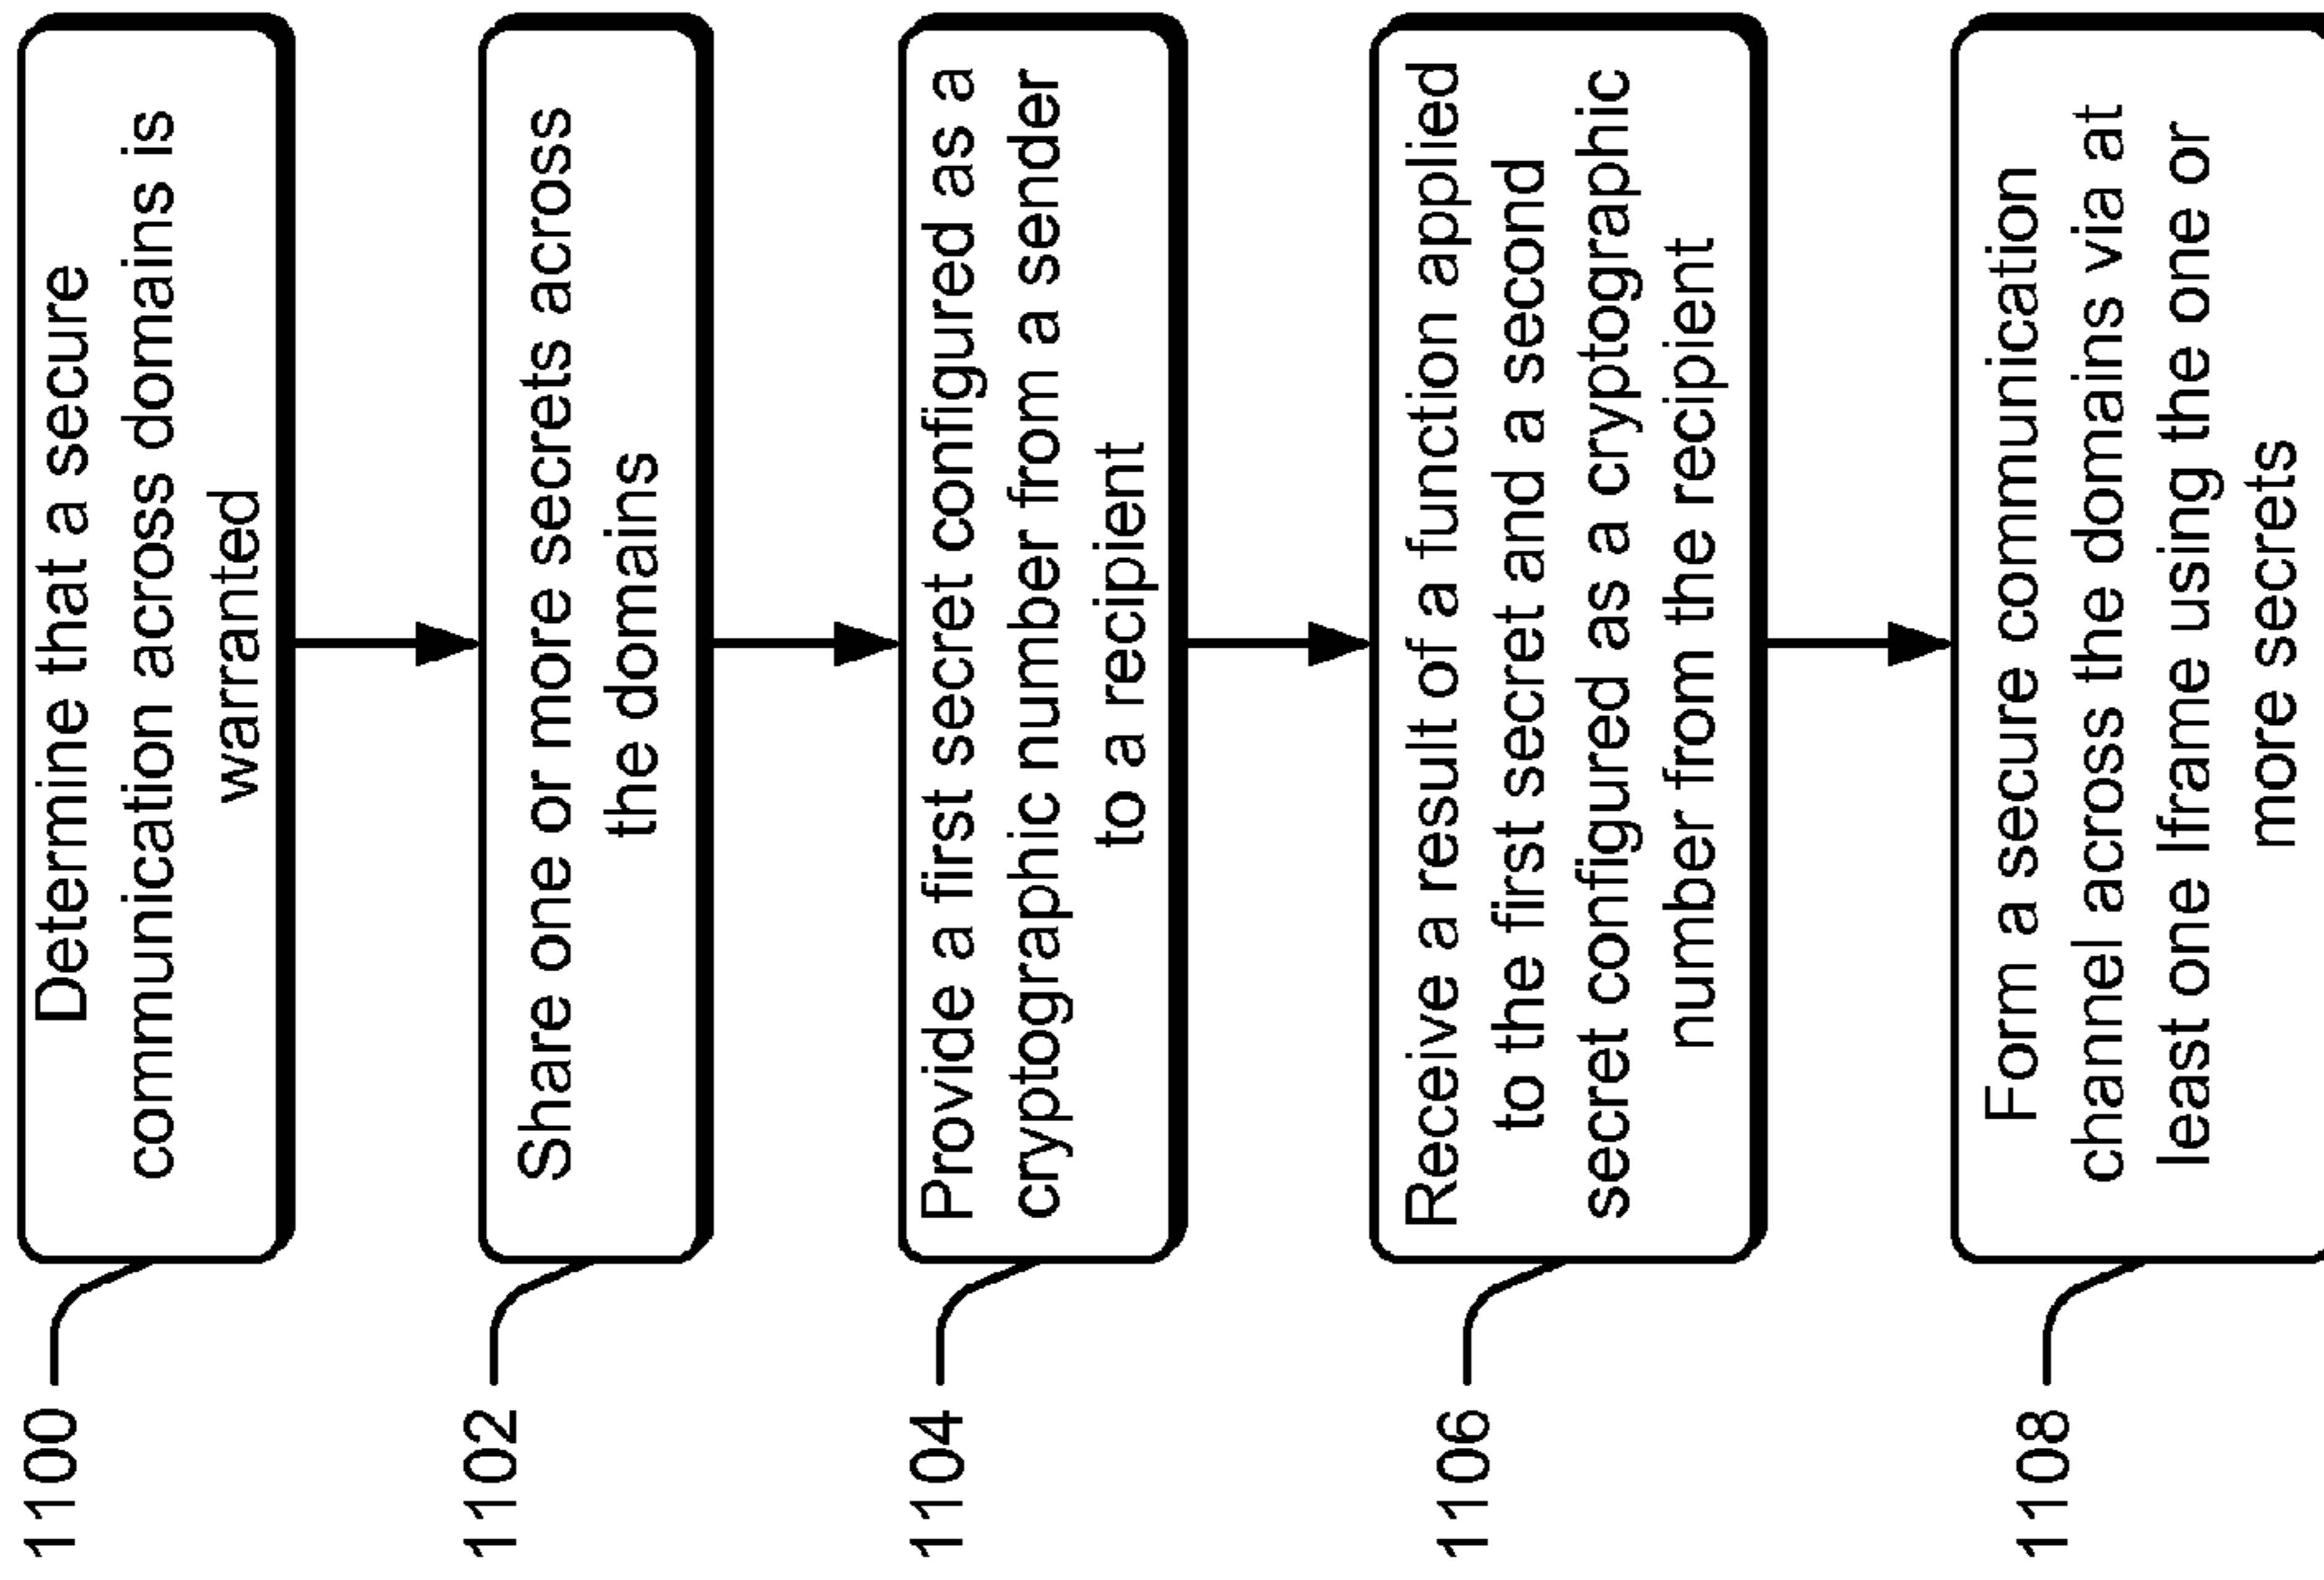 1100
Determine that a secure
communication across domains is
warranted
1102
Share one or more secrets across
the domains
1104
Provide a first secret configured as a
cryptographic number from a sender
to a recipient
1106
Receive a result of a function applied
to the first secret and a second
secret configured as a cryptographic
number from the recipient
1108
Form a secure communication
channel across the domains via at
least one Iframe using the one or
more secrets